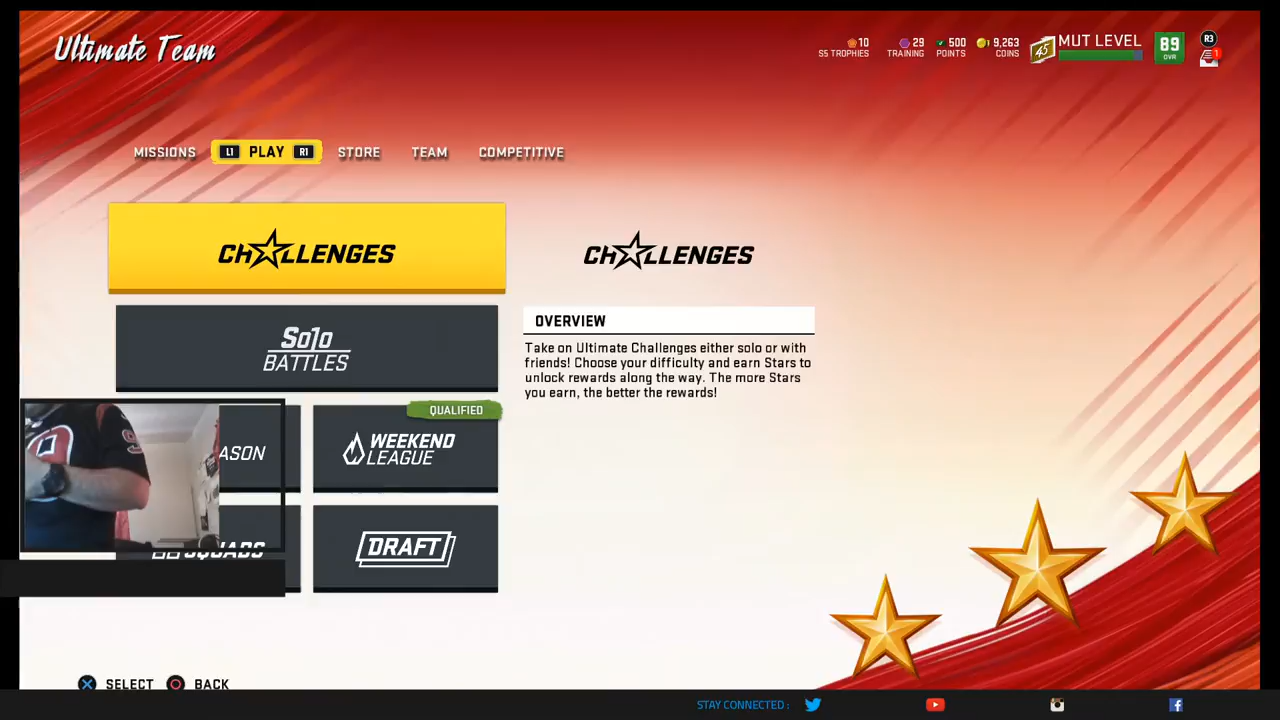 Ultimate Team
10
S5 TROPHIES
29
TRAINING
500
POINTS
9,263
COINS
45
MUT LEVEL
89
OVR
R3
1
MISSIONS
L1 PLAY R1
STORE
TEAM
COMPETITIVE
CHALLENGES
CHALLENGES
Solo
BATTLES
OVERVIEW
Take on Ultimate Challenges either solo or with
friends! Choose your difficulty and earn Stars to
unlock rewards along the way. The more Stars
you earn, the better the rewards!
QUALIFIED
ASON
WEEKEND
LEAGUE
SQUADS
DRAFT
SELECT
BACK
STAY CONNECTED :